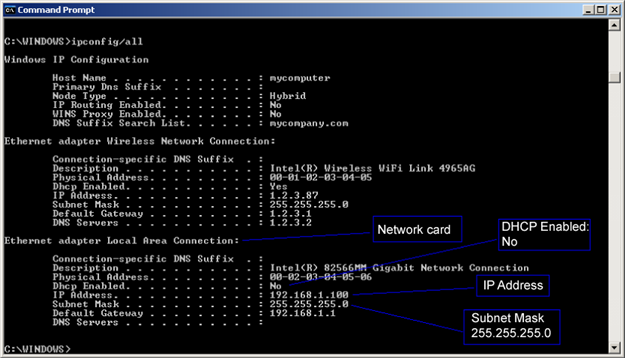 Command Prompt
C:\WINDOWS>ipconfig/all
Windows IP Configuration
Host Name . . . . . . . . . . . . : mycomputer
Primary Dns Suffix . . . . . . . :
Node Type . . . . . . . . . . . . : Hybrid
IP Routing Enabled. . . . . . . . : No
WINS Proxy Enabled. . . . . . . . : No
DNS Suffix Search List. . . . . . : mycompany.com
Ethernet adapter Wireless Network Connection:
Connection-specific DNS Suffix . :
Description . . . . . . . . . . . : Intel(R) Wireless WiFi Link 4965AG
Physical Address. . . . . . . . . : 00-01-02-03-04-05
Dhcp Enabled. . . . . . . . . . . : Yes
IP Address. . . . . . . . . . . . : 1.2.3.87
Subnet Mask . . . . . . . . . . . : 255.255.255.0
Default Gateway . . . . . . . . . : 1.2.3.1
DNS Servers . . . . . . . . . . . : 1.2.3.2
Network card
DHCP Enabled:
No
Ethernet adapter Local Area Connection:
Connection-specific DNS Suffix . :
Description . . . . . . . . . . . : Intel(R) 82566MM Gigabit Network Connection
Physical Address. . . . . . . . . : 00-02-03-04-05-06
Dhcp Enabled. . . . . . . . . . . : No
IP Address. . . . . . . . . . . . : 192.168.1.100
Subnet Mask . . . . . . . . . . . : 255.255.255.0
Default Gateway . . . . . . . . . : 192.168.1.1
DNS Servers . . . . . . . . . . . :
IP Address
Subnet Mask
255.255.255.0
C:\WINDOWS>